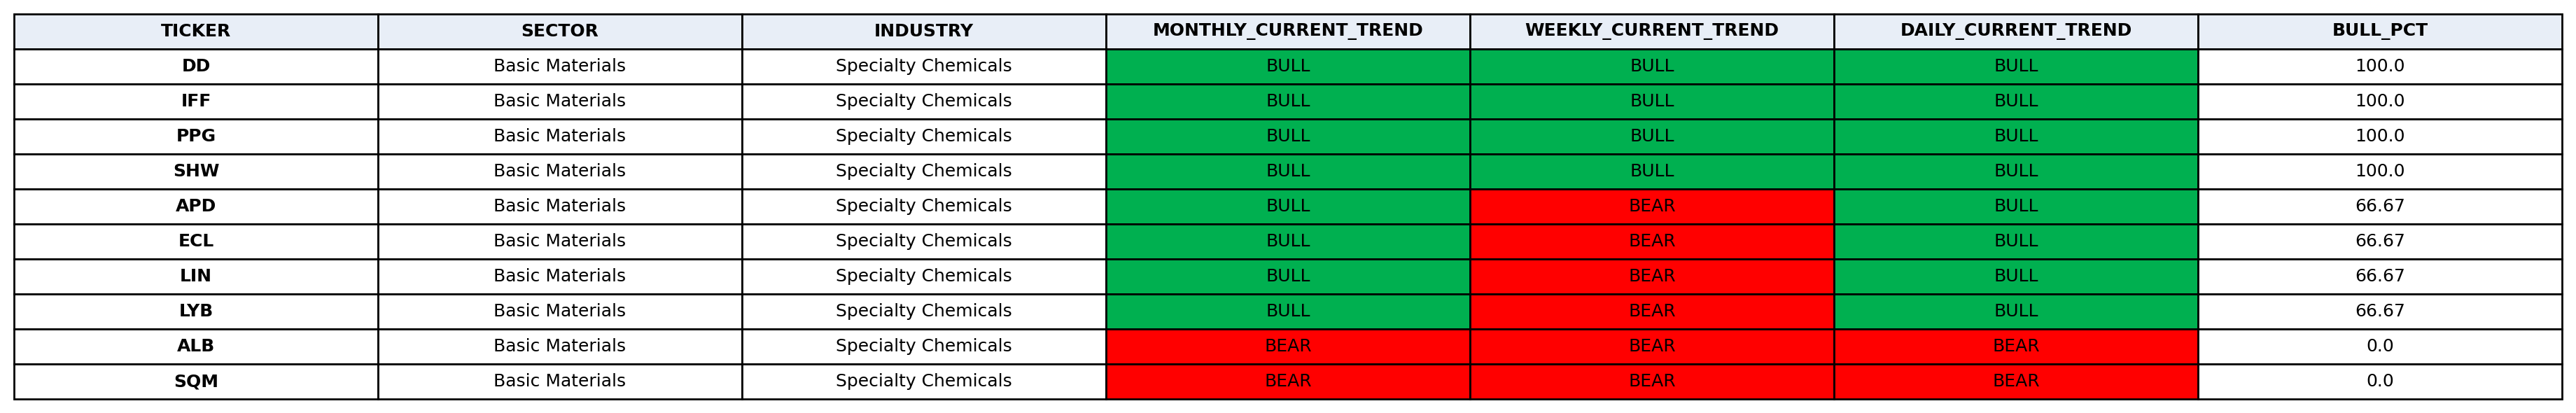 TICKER SECTOR INDUSTRY MONTHLY_CURRENT_TREND WEEKLY_CURRENT_TREND DAILY_CURRENT_TREND BULL_PCT
DD Basic Materials Specialty Chemicals BULL BULL BULL 100.0
IFF Basic Materials Specialty Chemicals BULL BULL BULL 100.0
PPG Basic Materials Specialty Chemicals BULL BULL BULL 100.0
SHW Basic Materials Specialty Chemicals BULL BULL BULL 100.0
APD Basic Materials Specialty Chemicals BULL BEAR BULL 66.67
ECL Basic Materials Specialty Chemicals BULL BEAR BULL 66.67
LIN Basic Materials Specialty Chemicals BULL BEAR BULL 66.67
LYB Basic Materials Specialty Chemicals BULL BEAR BULL 66.67
ALB Basic Materials Specialty Chemicals BEAR BEAR BEAR 0.0
SQM Basic Materials Specialty Chemicals BEAR BEAR BEAR 0.0